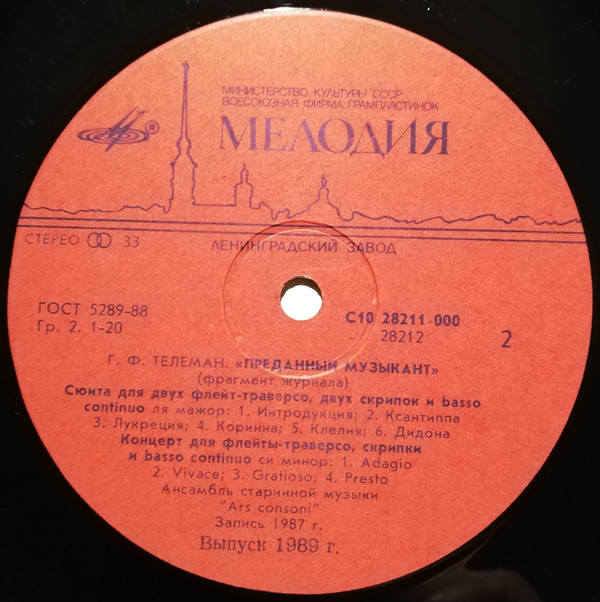 МИНИСТЕРСТВО КУЛЬТУРЫ СССР
ВСЕСОЮЗНАЯ ФИРМА ГРАМПЛАСТИНОК
МЕЛОДИЯ
®
СТЕРЕО 33
ЛЕНИНГРАДСКИЙ ЗАВОД
ГОСТ 5289-88
Гр. 2. 1-20
С10 28211 000
28212
2
Г. Ф. ТЕЛЕМАН. «ПРЕДАННЫЙ МУЗЫКАНТ»
(фрагмент журнала)
Сюита для двух флейт-траверсо, двух скрипок и basso
continuo ля мажор: 1. Интродукция; 2. Ксантиппа
3. Лукреция; 4. Коринна; 5. Клелия; 6. Дидона
Концерт для флейты-траверсо, скрипки
и basso continuo си минор: 1. Adagio
2. Vivace; 3. Gratioso; 4. Presto
Ансамбль старинной музыки
"Ars consoni"
Запись 1987 г.
Выпуск 1989 г.